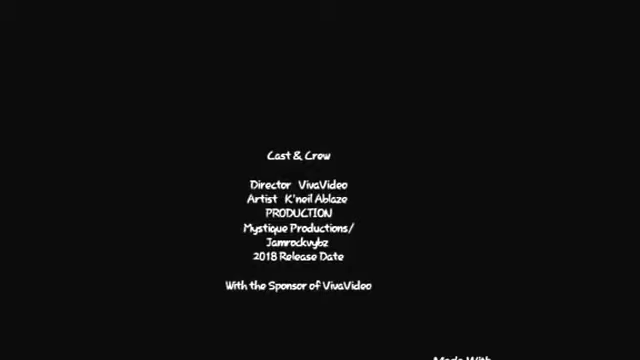 Cast & Crew
Director VivaVideo
Artist K'neil Ablaze
PRODUCTION
Mystique Productions/
Jamrockvybz
2018 Release Date
With the Sponsor of VivaVideo
Made With